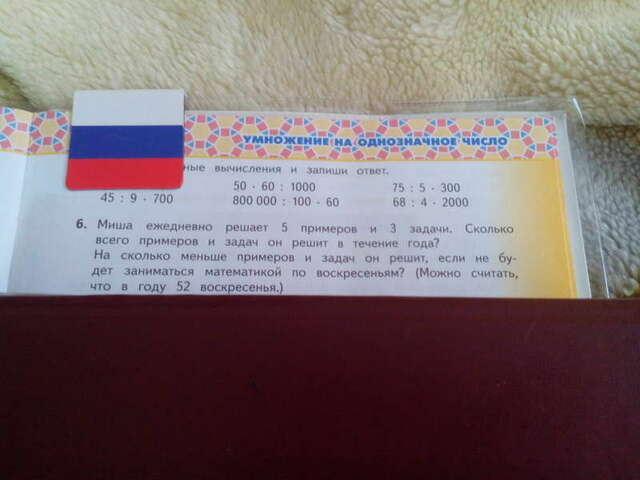 УМНОЖЕНИЕ НА ОДНОЗНАЧНОЕ ЧИСЛО
вычисления и запиши ответ.
50 · 60 : 1000 75 : 5 · 300
45 : 9 · 700 800 000 : 100 · 60 68 : 4 · 2000
6. Миша ежедневно решает 5 примеров и 3 задачи. Сколько
всего примеров и задач он решит в течение года?
На сколько меньше примеров и задач он решит, если не бу-
дет заниматься математикой по воскресеньям? (Можно считать,
что в году 52 воскресенья.)